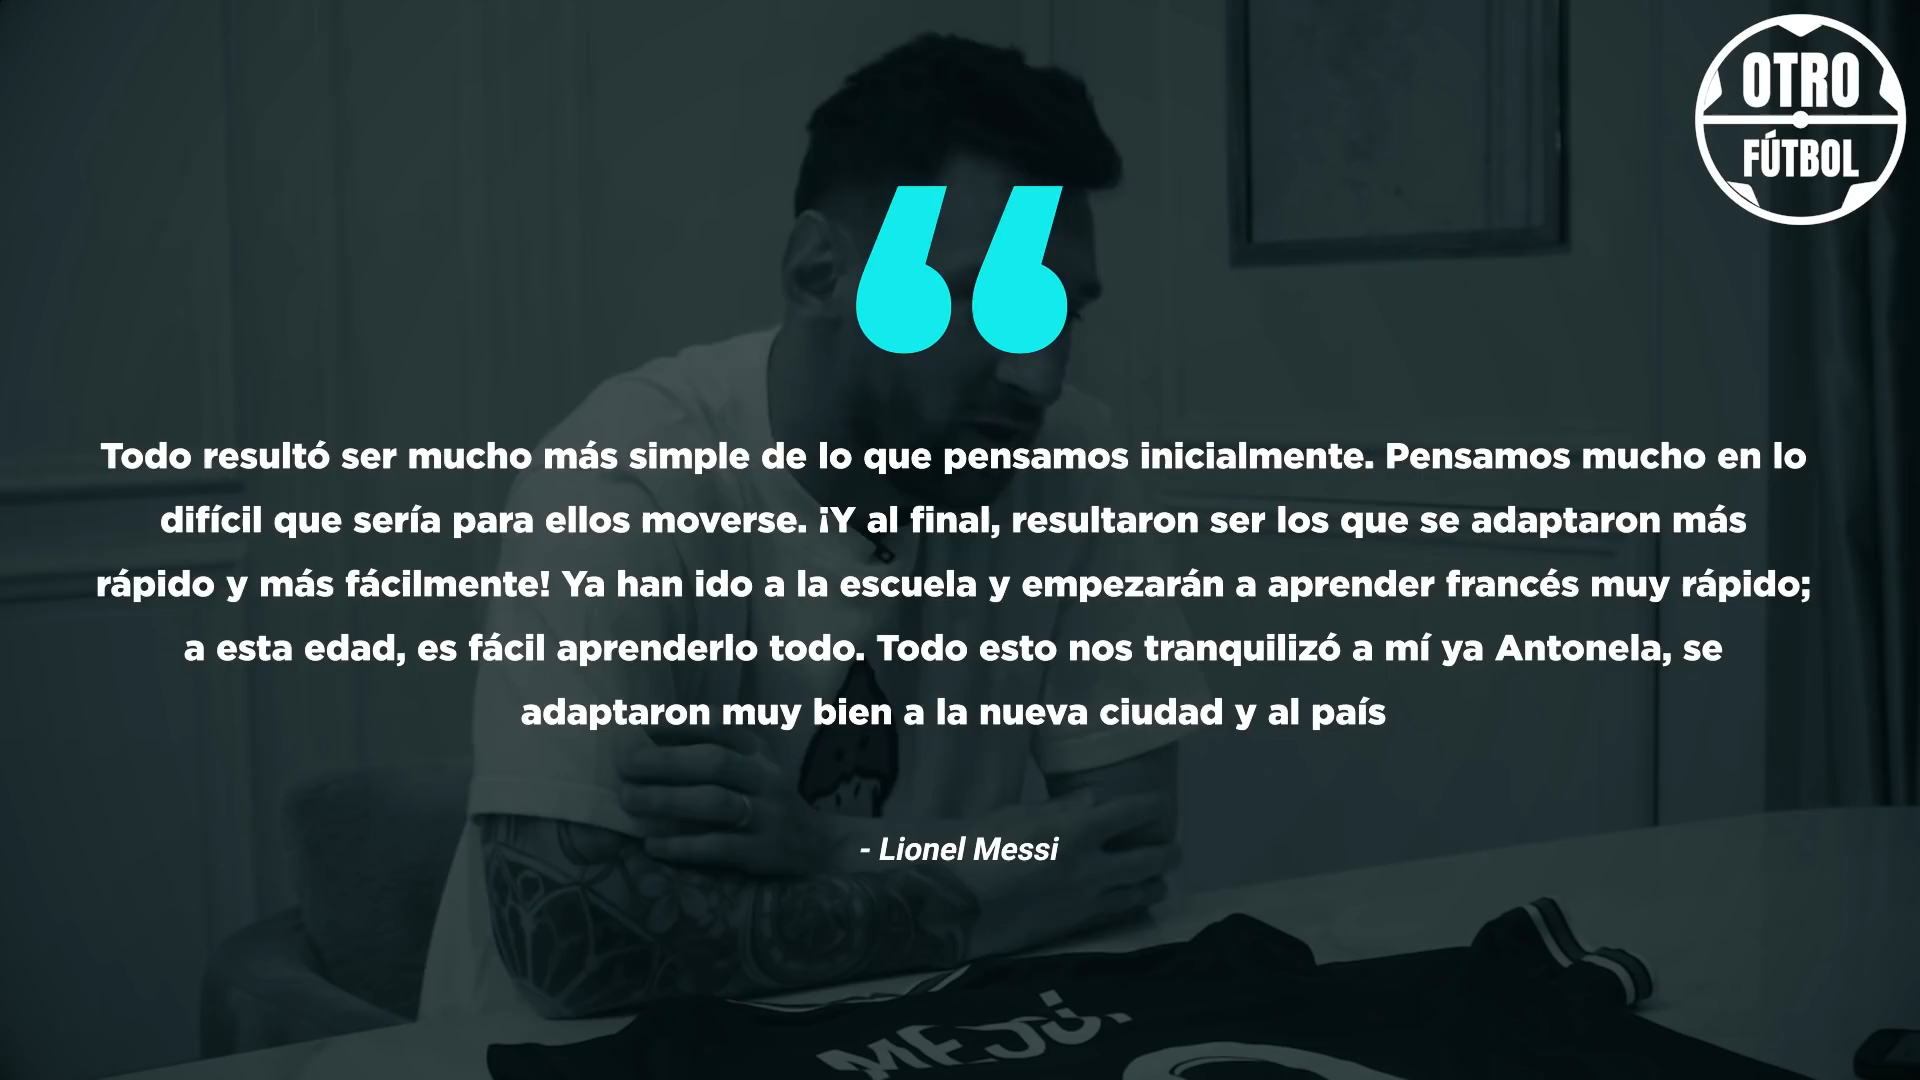 OTRO
FÚTBOL
Todo resultó ser mucho más simple de lo que pensamos inicialmente. Pensamos mucho en lo
difícil que sería para ellos moverse. ¡Y al final, resultaron ser los que se adaptaron más
rápido y más fácilmente! Ya han ido a la escuela y empezarán a aprender francés muy rápido;
a esta edad, es fácil aprenderlo todo. Todo esto nos tranquilizó a mí ya Antonela, se
adaptaron muy bien a la nueva ciudad y al país
- Lionel Messi